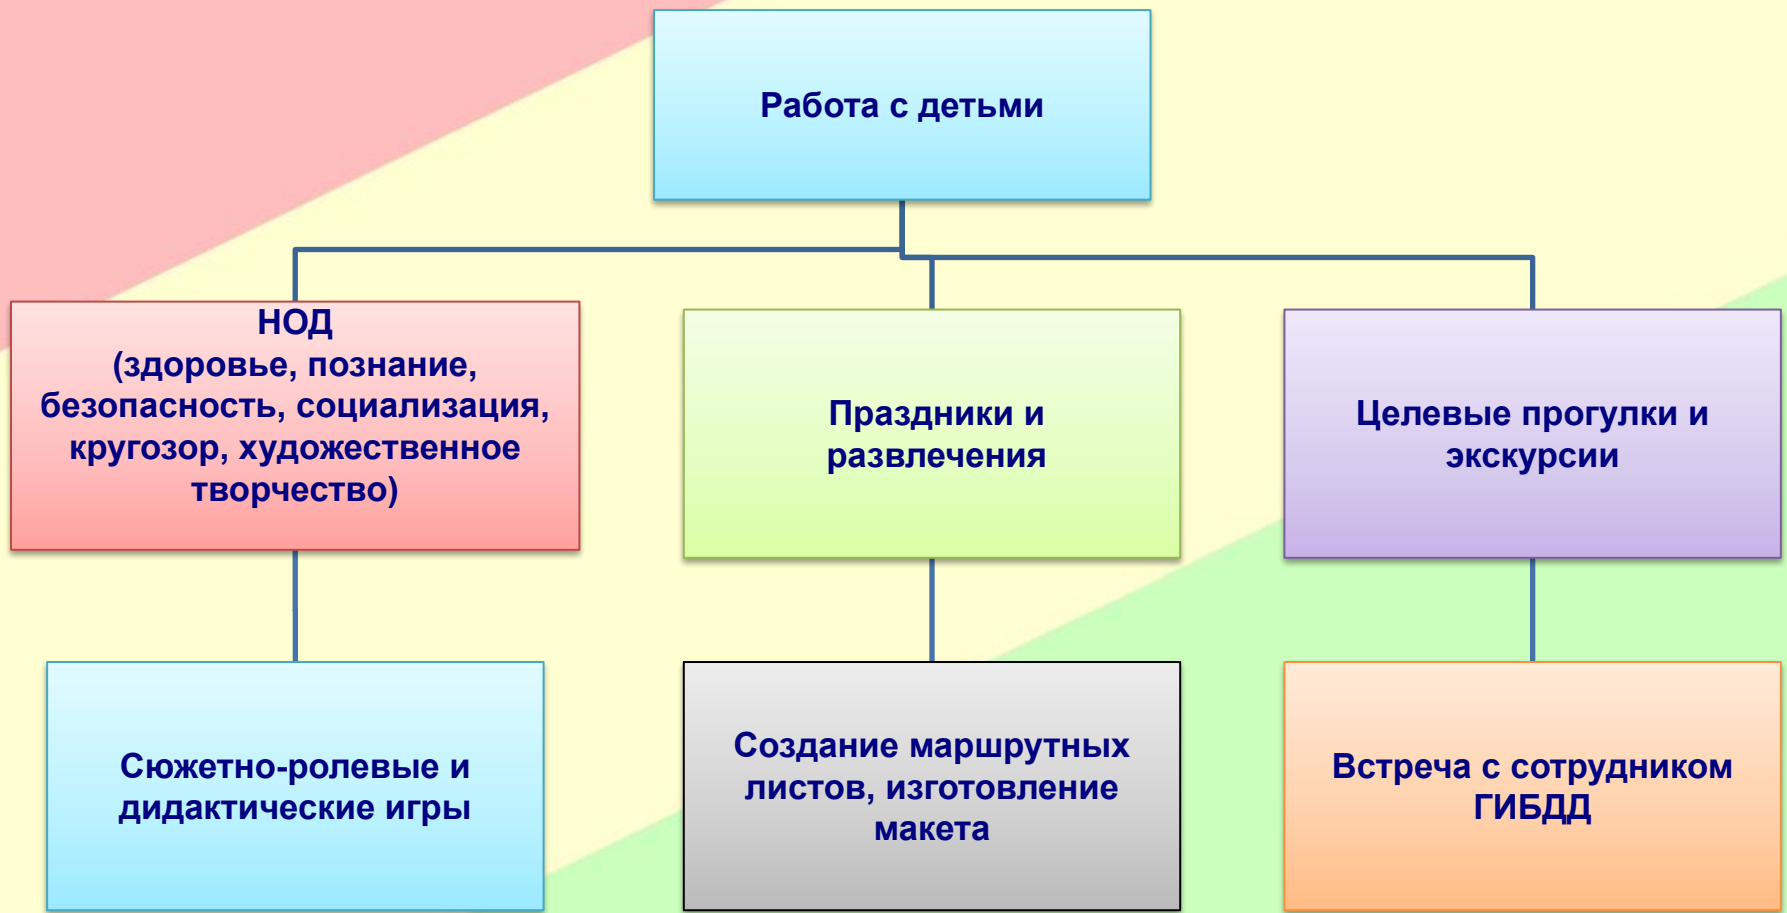 Работа с детьми
НОД
(здоровье, познание,
безопасность, социализация,
кругозор, художественное
творчество)
Праздники и
развлечения
Целевые прогулки и
экскурсии
Сюжетно-ролевые и
дидактические игры
Создание маршрутных
листов, изготовление
макета
Встреча с сотрудником
ГИБДД